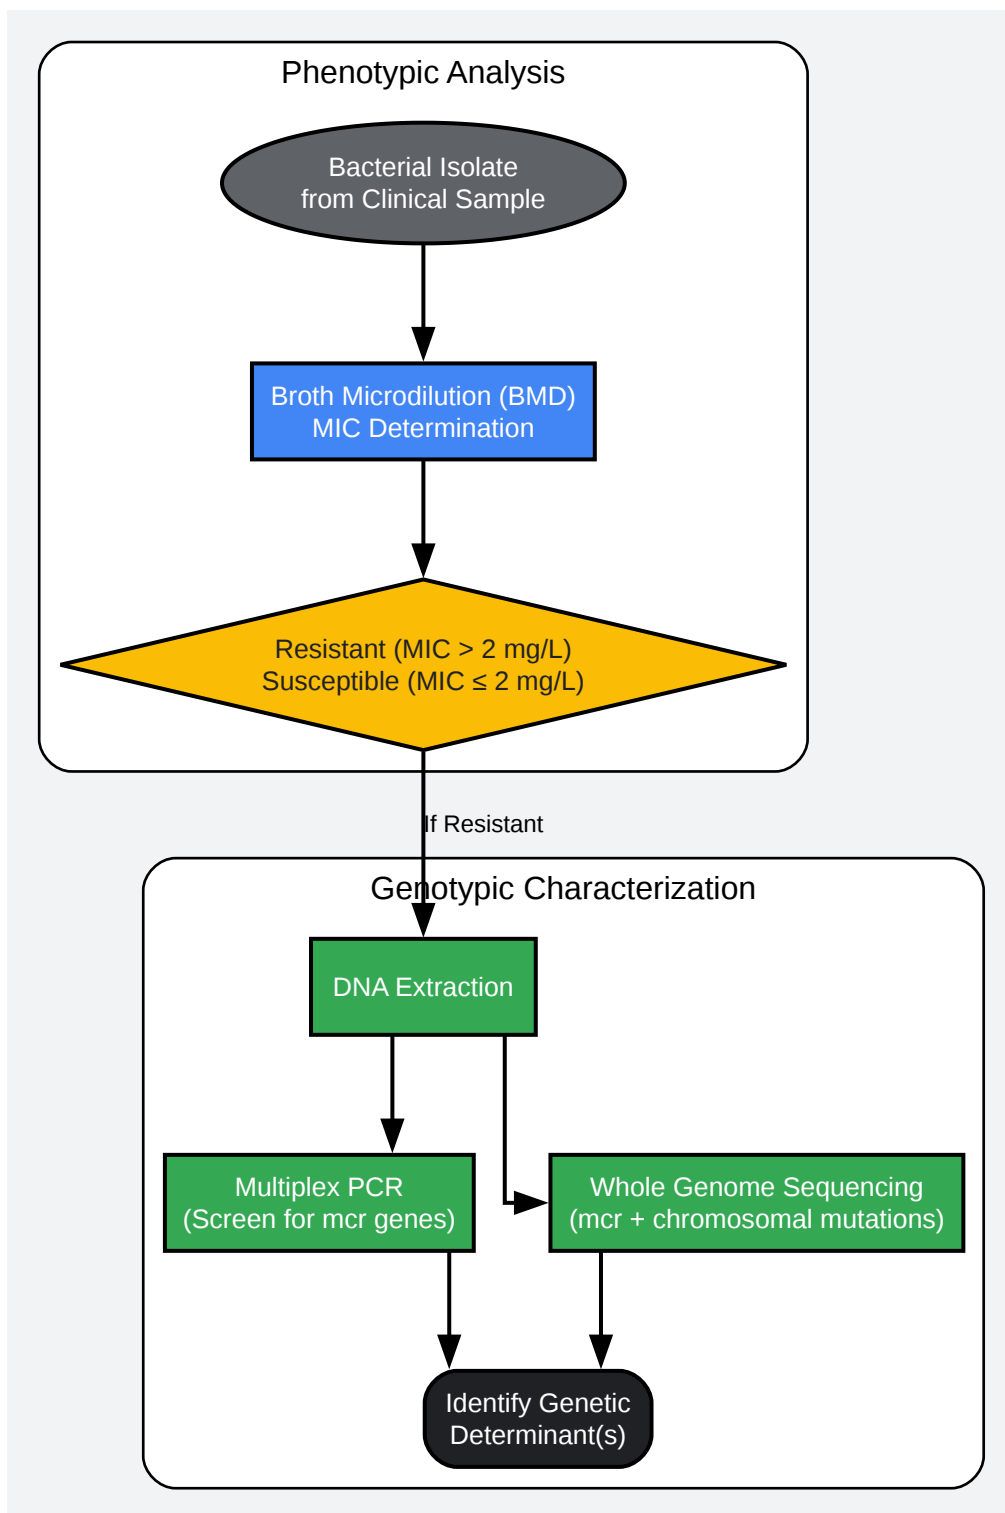 Phenotypic Analysis
Bacterial Isolate
from Clinical Sample
Broth Microdilution (BMD)
MIC Determination
Resistant (MIC > 2 mg/L)
Susceptible (MIC ≤ 2 mg/L)
If Resistant
Genotypic Characterization
DNA Extraction
Multiplex PCR
(Screen for mcr genes)
Whole Genome Sequencing
(mcr + chromosomal mutations)
Identify Genetic
Determinant(s)